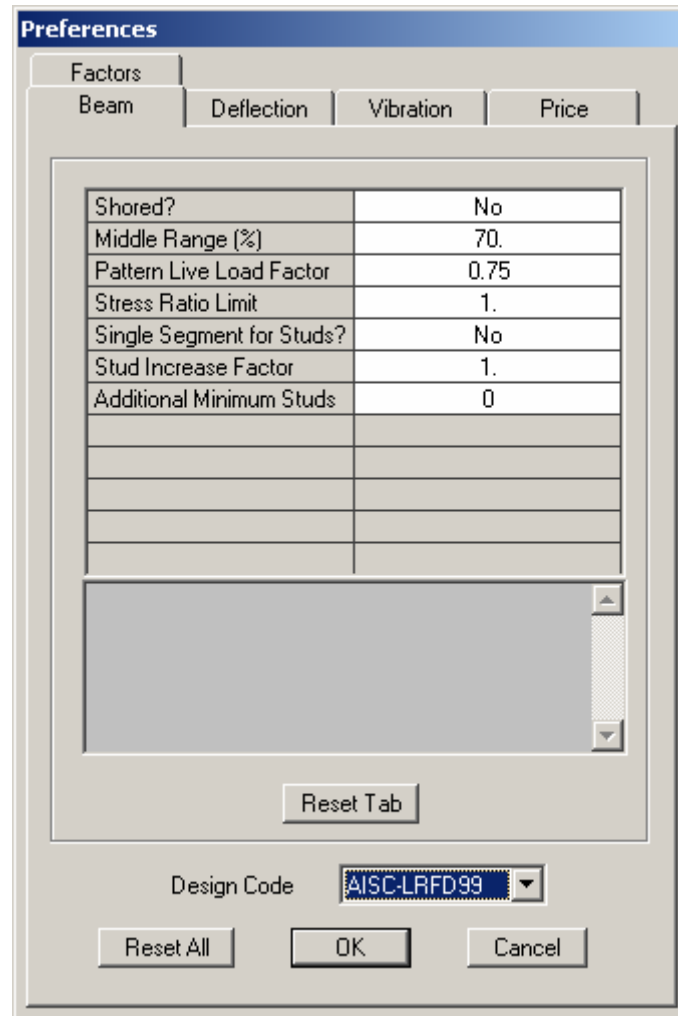 Preferences
Factors
Beam Deflection Vibration Price
Shored? No
Middle Range (%) 70.
Pattern Live Load Factor 0.75
Stress Ratio Limit 1.
Single Segment for Studs? No
Stud Increase Factor 1.
Additional Minimum Studs 0
Reset Tab
Design Code AISC-LRFD99
Reset All OK Cancel